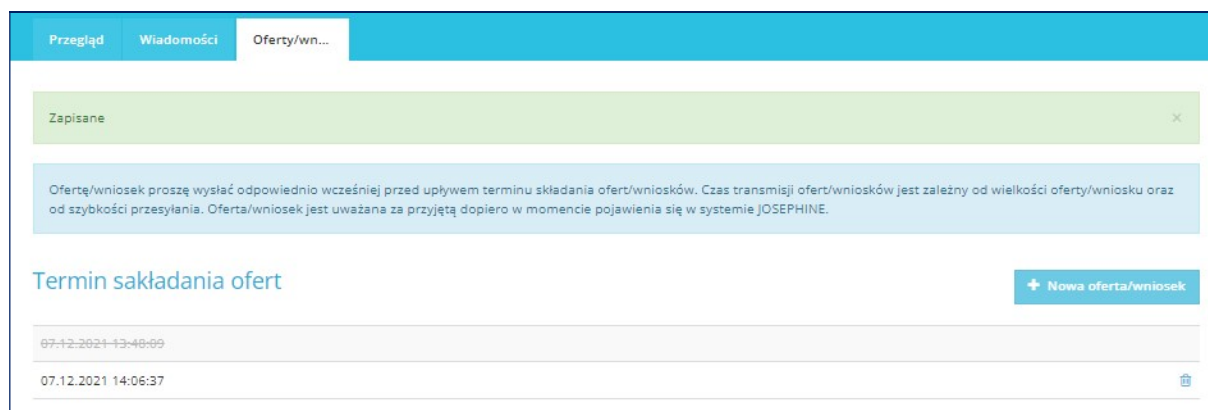 Przegląd Wiadomości Oferty/wn...
Zapisane ×
Ofertę/wniosek proszę wysłać odpowiednio wcześniej przed upływem terminu składania ofert/wniosków. Czas transmisji ofert/wniosków jest zależny od wielkości oferty/wniosku oraz
od szybkości przesyłania. Oferta/wniosek jest uważana za przyjętą dopiero w momencie pojawienia się w systemie JOSEPHINE.
Termin sakładania ofert
+ Nowa oferta/wniosek
07.12.2021 13:48:09
07.12.2021 14:06:37